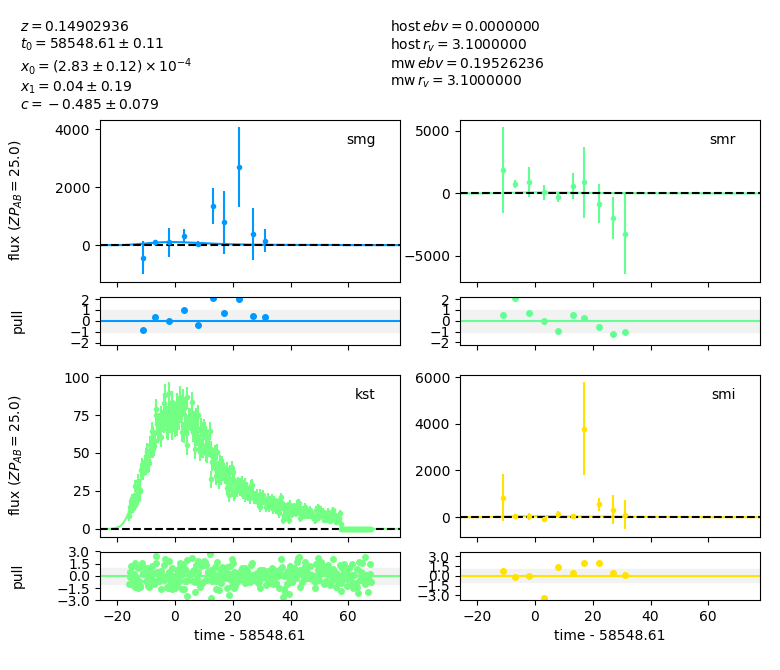 z = 0.14902936
t₀ = 58548.61 ± 0.11
x₀ = (2.83 ± 0.12) × 10⁻⁴
x₁ = 0.04 ± 0.19
c = −0.485 ± 0.079
host ebv = 0.0000000
host r_v = 3.1000000
mw ebv = 0.19526236
mw r_v = 3.1000000
flux (ZP_AB = 25.0)
4000
2000
0
smg
5000
0
−5000
smr
pull
2
1
0
−1
−2
2
1
0
−1
−2
flux (ZP_AB = 25.0)
100
75
50
25
0
kst
6000
4000
2000
0
smi
pull
3.0
1.5
0.0
−1.5
−3.0
3.0
1.5
0.0
−1.5
−3.0
−20 0 20 40 60
−20 0 20 40 60
time - 58548.61
time - 58548.61